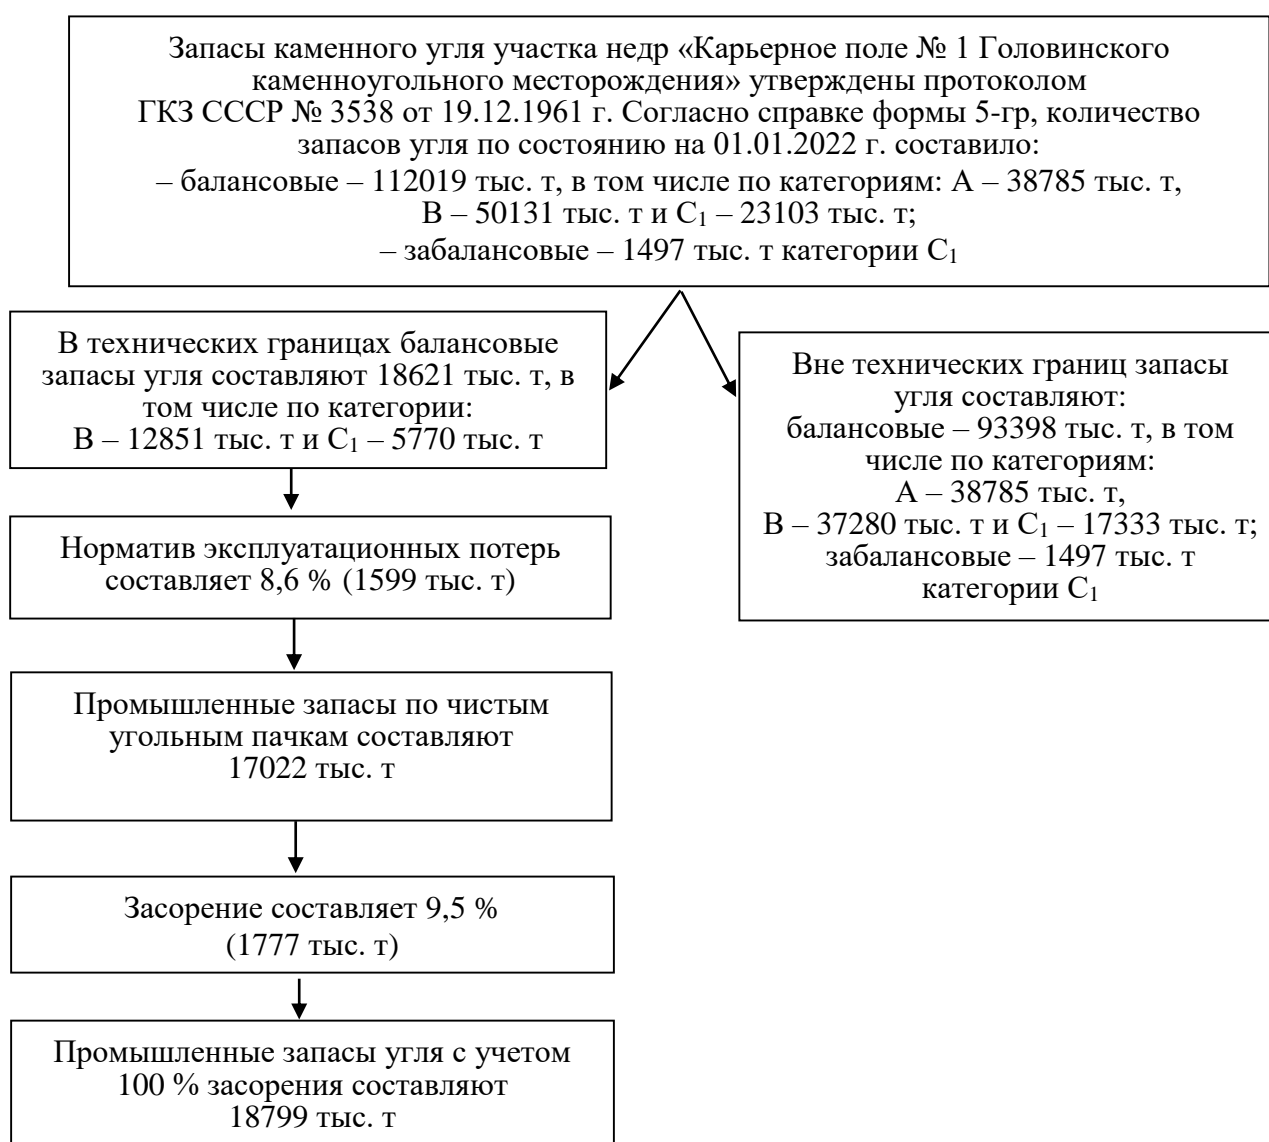 Запасы каменного угля участка недр «Карьерное поле № 1 Головинского
каменноугольного месторождения» утверждены протоколом
ГКЗ СССР № 3538 от 19.12.1961 г. Согласно справке формы 5-гр, количество
запасов угля по состоянию на 01.01.2022 г. составило:
– балансовые – 112019 тыс. т, в том числе по категориям: А – 38785 тыс. т,
В – 50131 тыс. т и С₁ – 23103 тыс. т;
– забалансовые – 1497 тыс. т категории С₁
В технических границах балансовые
запасы угля составляют 18621 тыс. т, в
том числе по категории:
В – 12851 тыс. т и С₁ – 5770 тыс. т
Вне технических границ запасы
угля составляют:
балансовые – 93398 тыс. т, в том
числе по категориям:
А – 38785 тыс. т,
В – 37280 тыс. т и С₁ – 17333 тыс. т;
забалансовые – 1497 тыс. т
категории С₁
Норматив эксплуатационных потерь
составляет 8,6 % (1599 тыс. т)
Промышленные запасы по чистым
угольным пачкам составляют
17022 тыс. т
Засорение составляет 9,5 %
(1777 тыс. т)
Промышленные запасы угля с учетом
100 % засорения составляют
18799 тыс. т